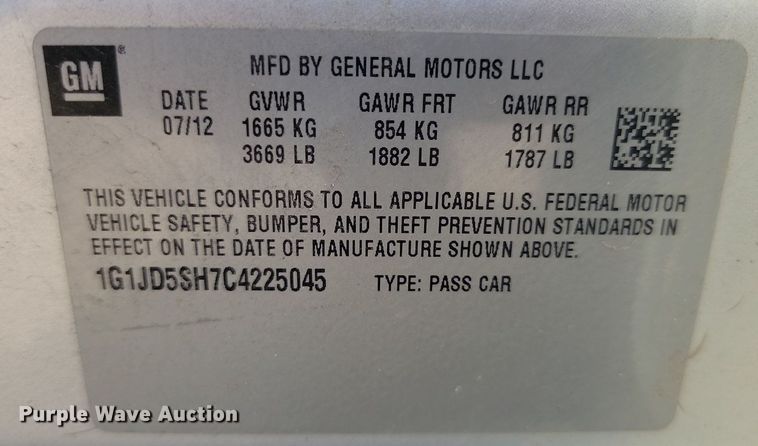 GM®
MFD BY GENERAL MOTORS LLC
DATE GVWR GAWR FRT GAWR RR
07/12 1665 KG 854 KG 811 KG
3669 LB 1882 LB 1787 LB
THIS VEHICLE CONFORMS TO ALL APPLICABLE U.S. FEDERAL MOTOR
VEHICLE SAFETY, BUMPER, AND THEFT PREVENTION STANDARDS IN
EFFECT ON THE DATE OF MANUFACTURE SHOWN ABOVE.
1G1JD5SH7C4225045 TYPE: PASS CAR
Purple Wave Auction